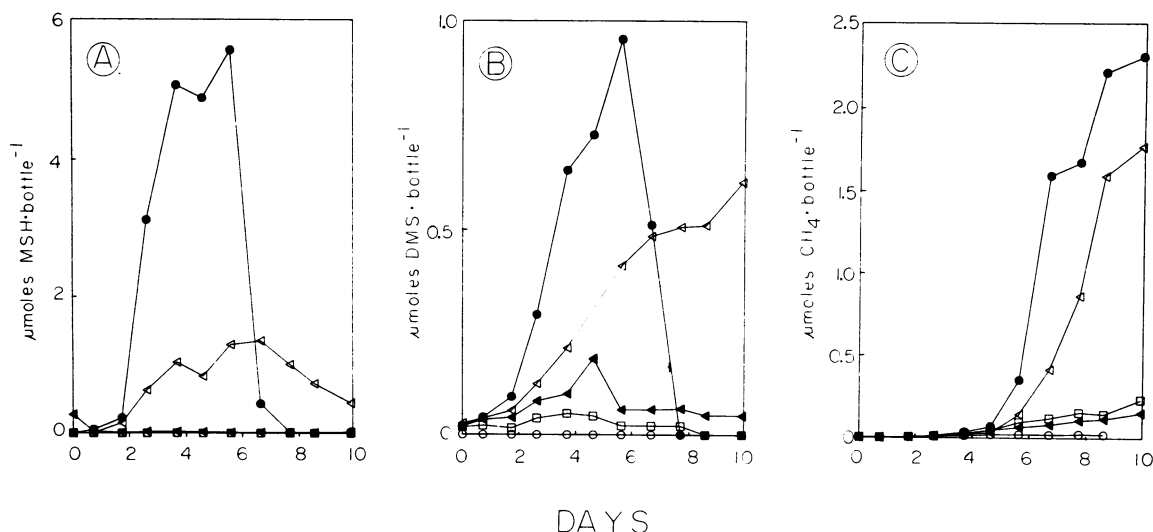 A
B
C
μmoles MSH·bottle⁻¹
6
4
2
0
0 2 4 6 8 10
μmoles DMS·bottle⁻¹
1.0
0.5
0
0 2 4 6 8 10
μmoles CH₄·bottle⁻¹
2.5
2.0
1.5
1.0
0.5
0
0 2 4 6 8 10
DAYS